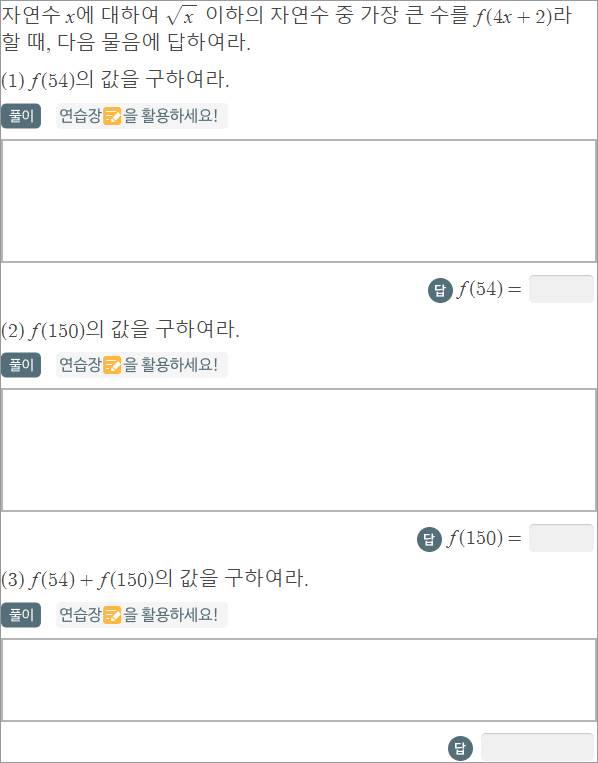 자연수 x에 대하여 √x 이하의 자연수 중 가장 큰 수를 f(4x+2)라
할 때, 다음 물음에 답하여라.
(1) f(54)의 값을 구하여라.
풀이 연습장을 활용하세요!
답 f(54) =
(2) f(150)의 값을 구하여라.
풀이 연습장을 활용하세요!
답 f(150) =
(3) f(54) + f(150)의 값을 구하여라.
풀이 연습장을 활용하세요!
답